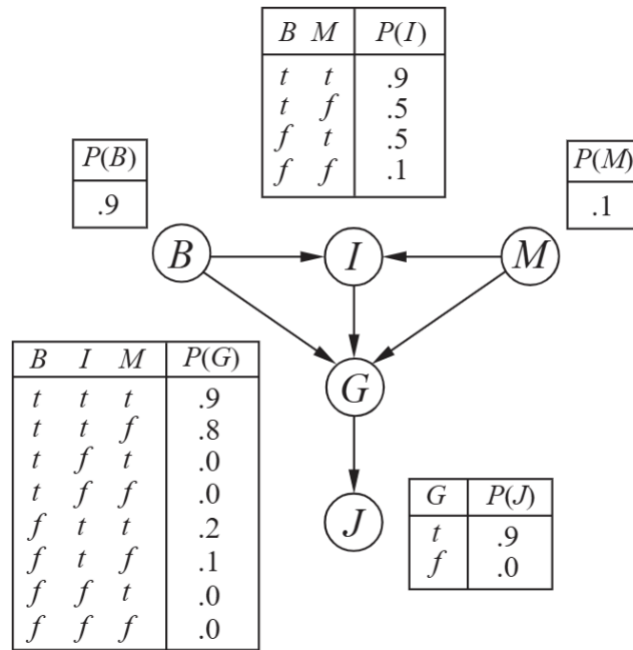 B M P(I)
t t .9
t f .5
f t .5
f f .1
P(B)
.9
P(M)
.1
B
I
M
B I M P(G)
t t t .9
t t f .8
t f t .0
t f f .0
f t t .2
f t f .1
f f t .0
f f f .0
G
J
G P(J)
t .9
f .0